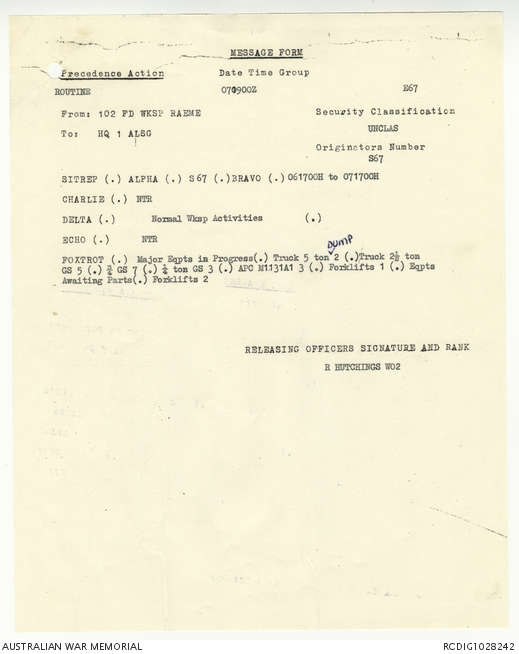 MESSAGE FORM
Precedence Action Date Time Group
ROUTINE 070900Z E67
From: 102 FD WKSP RAEME Security Classification
UNCLAS
To: HQ 1 ALSG
Originators Number
S67
SITREP (.) ALPHA (.) S67 (.)BRAVO (.)061700H to 071700H
CHARLIE (.) NTR
DELTA (.) Normal Wksp Activities (.)
ECHO (.) NTR
DUMP
FOXTROT (.) Major Eqpts in Progress(.) Truck 5 ton 2 (.)Truck 2½ ton
GS 5 (.) ¾ GS 7 (.) ¼ ton GS 3 (.) APC M1131A1 3 (.) Forklifts 1 (.) Eqpts
Awaiting Parts(.) Forklifts 2
RELEASING OFFICERS SIGNATURE AND RANK
R HUTCHINGS WO2
AUSTRALIAN WAR MEMORIAL RCDIG1028242